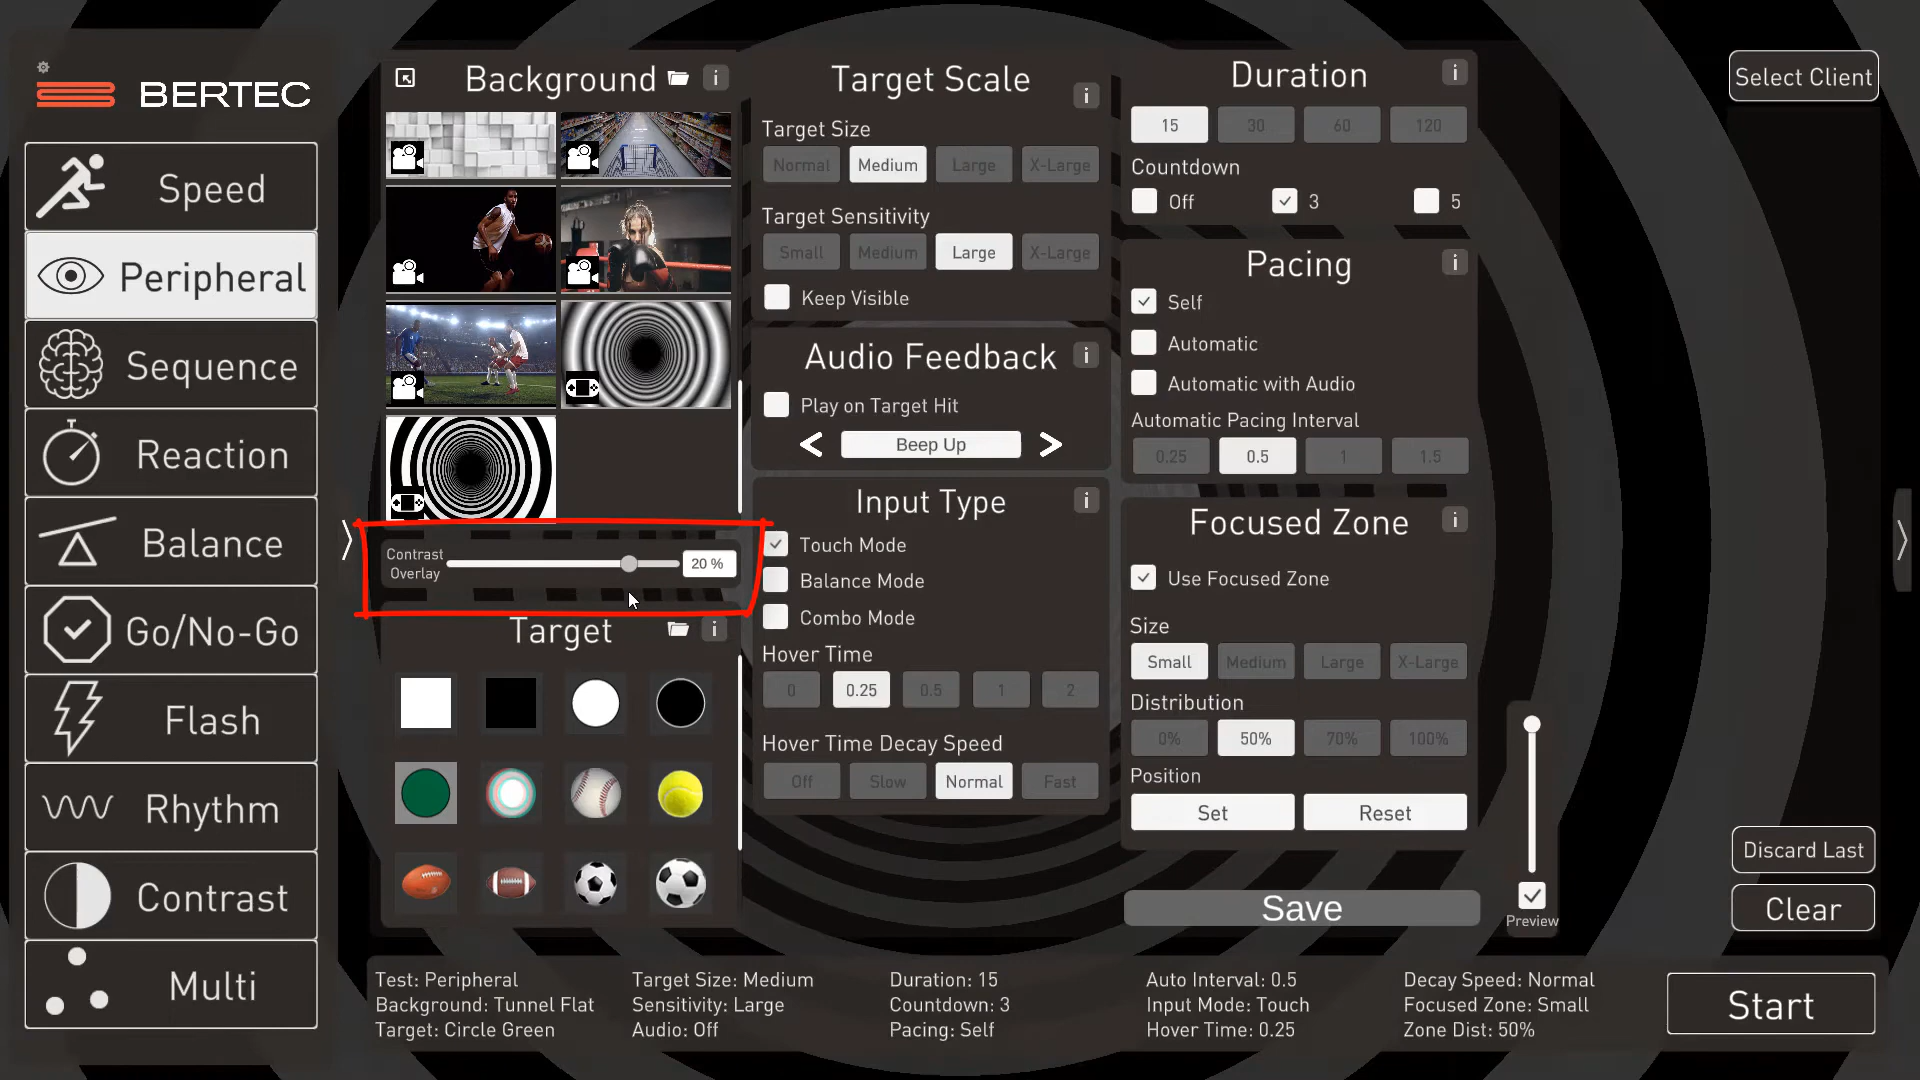 BERTEC
Speed
Peripheral
Sequence
Reaction
Balance
Go/No-Go
Flash
Rhythm
Contrast
Multi
Background
i
Contrast
Overlay
20 %
Target
i
Target Scale
i
Target Size
Normal Medium Large X-Large
Target Sensitivity
Small Medium Large X-Large
Keep Visible
Audio Feedback
i
Play on Target Hit
Beep Up
Input Type
i
Touch Mode
Balance Mode
Combo Mode
Hover Time
0 0.25 0.5 1 2
Hover Time Decay Speed
Off Slow Normal Fast
Duration
i
15 30 60 120
Countdown
Off 3 5
Pacing
i
Self
Automatic
Automatic with Audio
Automatic Pacing Interval
0.25 0.5 1 1.5
Focused Zone
i
Use Focused Zone
Size
Small Medium Large X-Large
Distribution
0% 50% 70% 100%
Position
Set Reset
Save
Preview
Select Client
Discard Last
Clear
Test: Peripheral
Background: Tunnel Flat
Target: Circle Green
Target Size: Medium
Sensitivity: Large
Audio: Off
Duration: 15
Countdown: 3
Pacing: Self
Auto Interval: 0.5
Input Mode: Touch
Hover Time: 0.25
Decay Speed: Normal
Focused Zone: Small
Zone Dist: 50%
Start